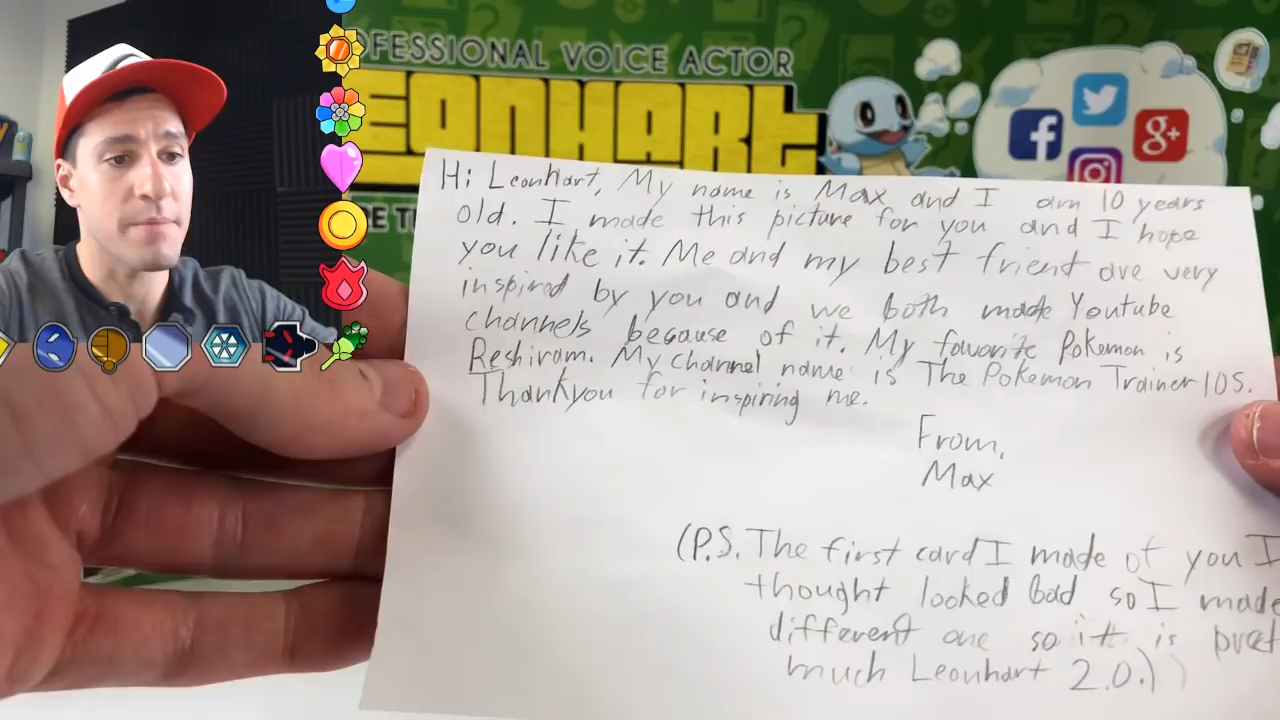 OFESSIONAL VOICE ACTOR
EONHART
Hi Leonhart, My name is Max and I am 10 years
old. I made this picture for you and I hope
you like it. Me and my best friend are very
inspired by you and we both made Youtube
channels because of it. My favorite Pokemon is
Reshiram. My channel name is The Pokemon Trainer 105.
Thankyou for inspiring me.
From,
Max
(P.S. The first card I made of you I
thought looked bad so I made
different one so it is pret
much Leonhart 2.0.)
f
g+